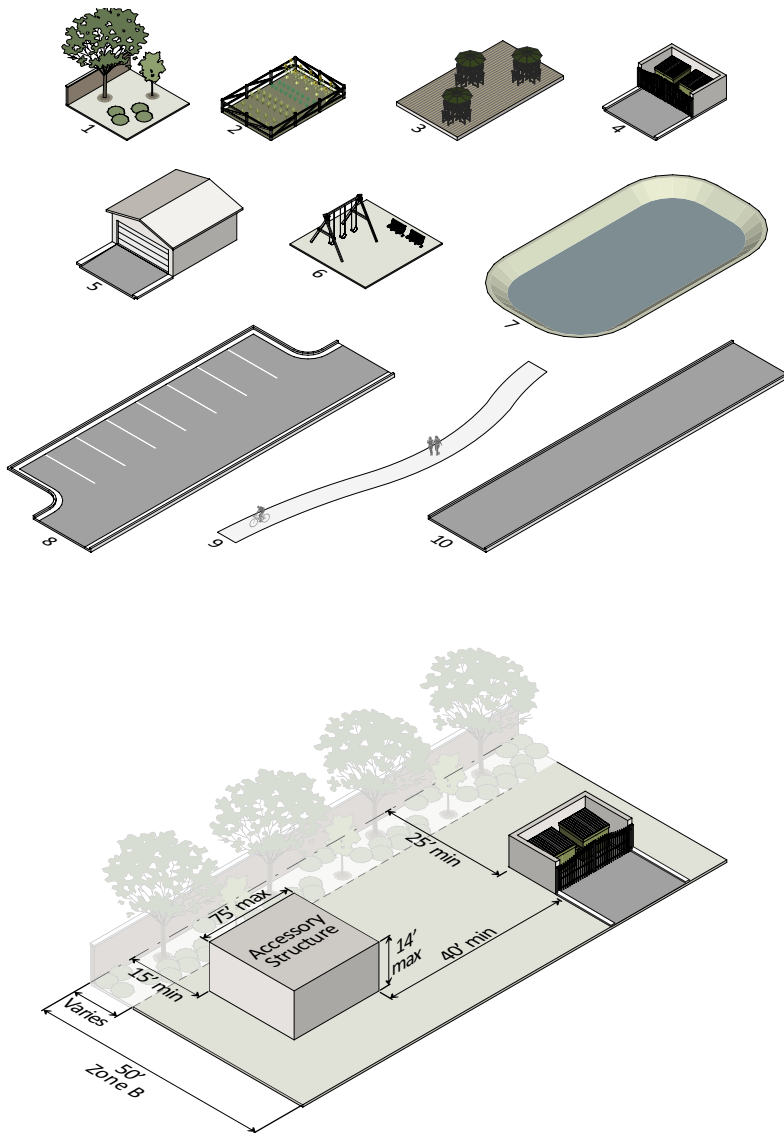 1
2
3
4
5
6
7
8
9
10
25' min
75' max
Accessory
Structure
14'
max
40' min
15' min
Varies
50'
Zone B